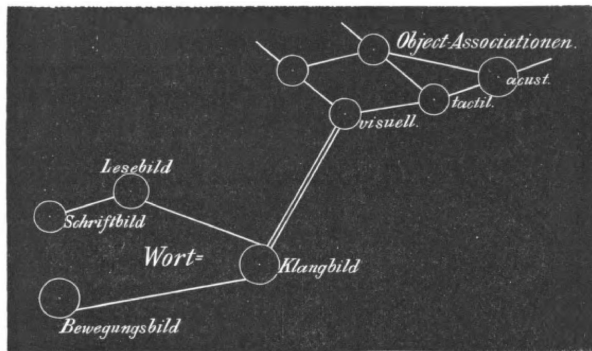 Object-Associationen.
acust.
tactil.
visuell.
Lesebild
Schriftbild
Wort=
Klangbild
Bewegungsbild